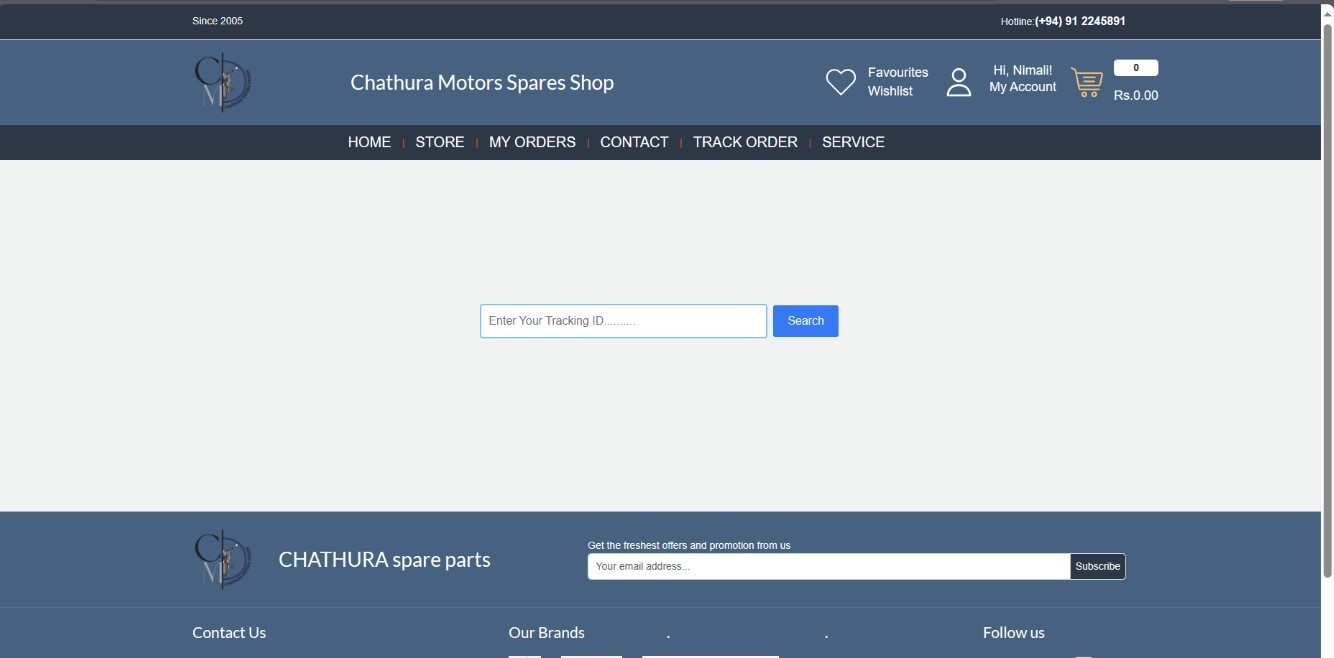 Since 2005
Hotline:(+94) 91 2245891
Chathura Motors Spares Shop
Favourites
Wishlist
Hi, Nimali!
My Account
0
Rs.0.00
HOME | STORE | MY ORDERS | CONTACT | TRACK ORDER | SERVICE
Enter Your Tracking ID..........
Search
CHATHURA spare parts
Get the freshest offers and promotion from us
Your email address...
Subscribe
Contact Us
Our Brands
.
.
Follow us